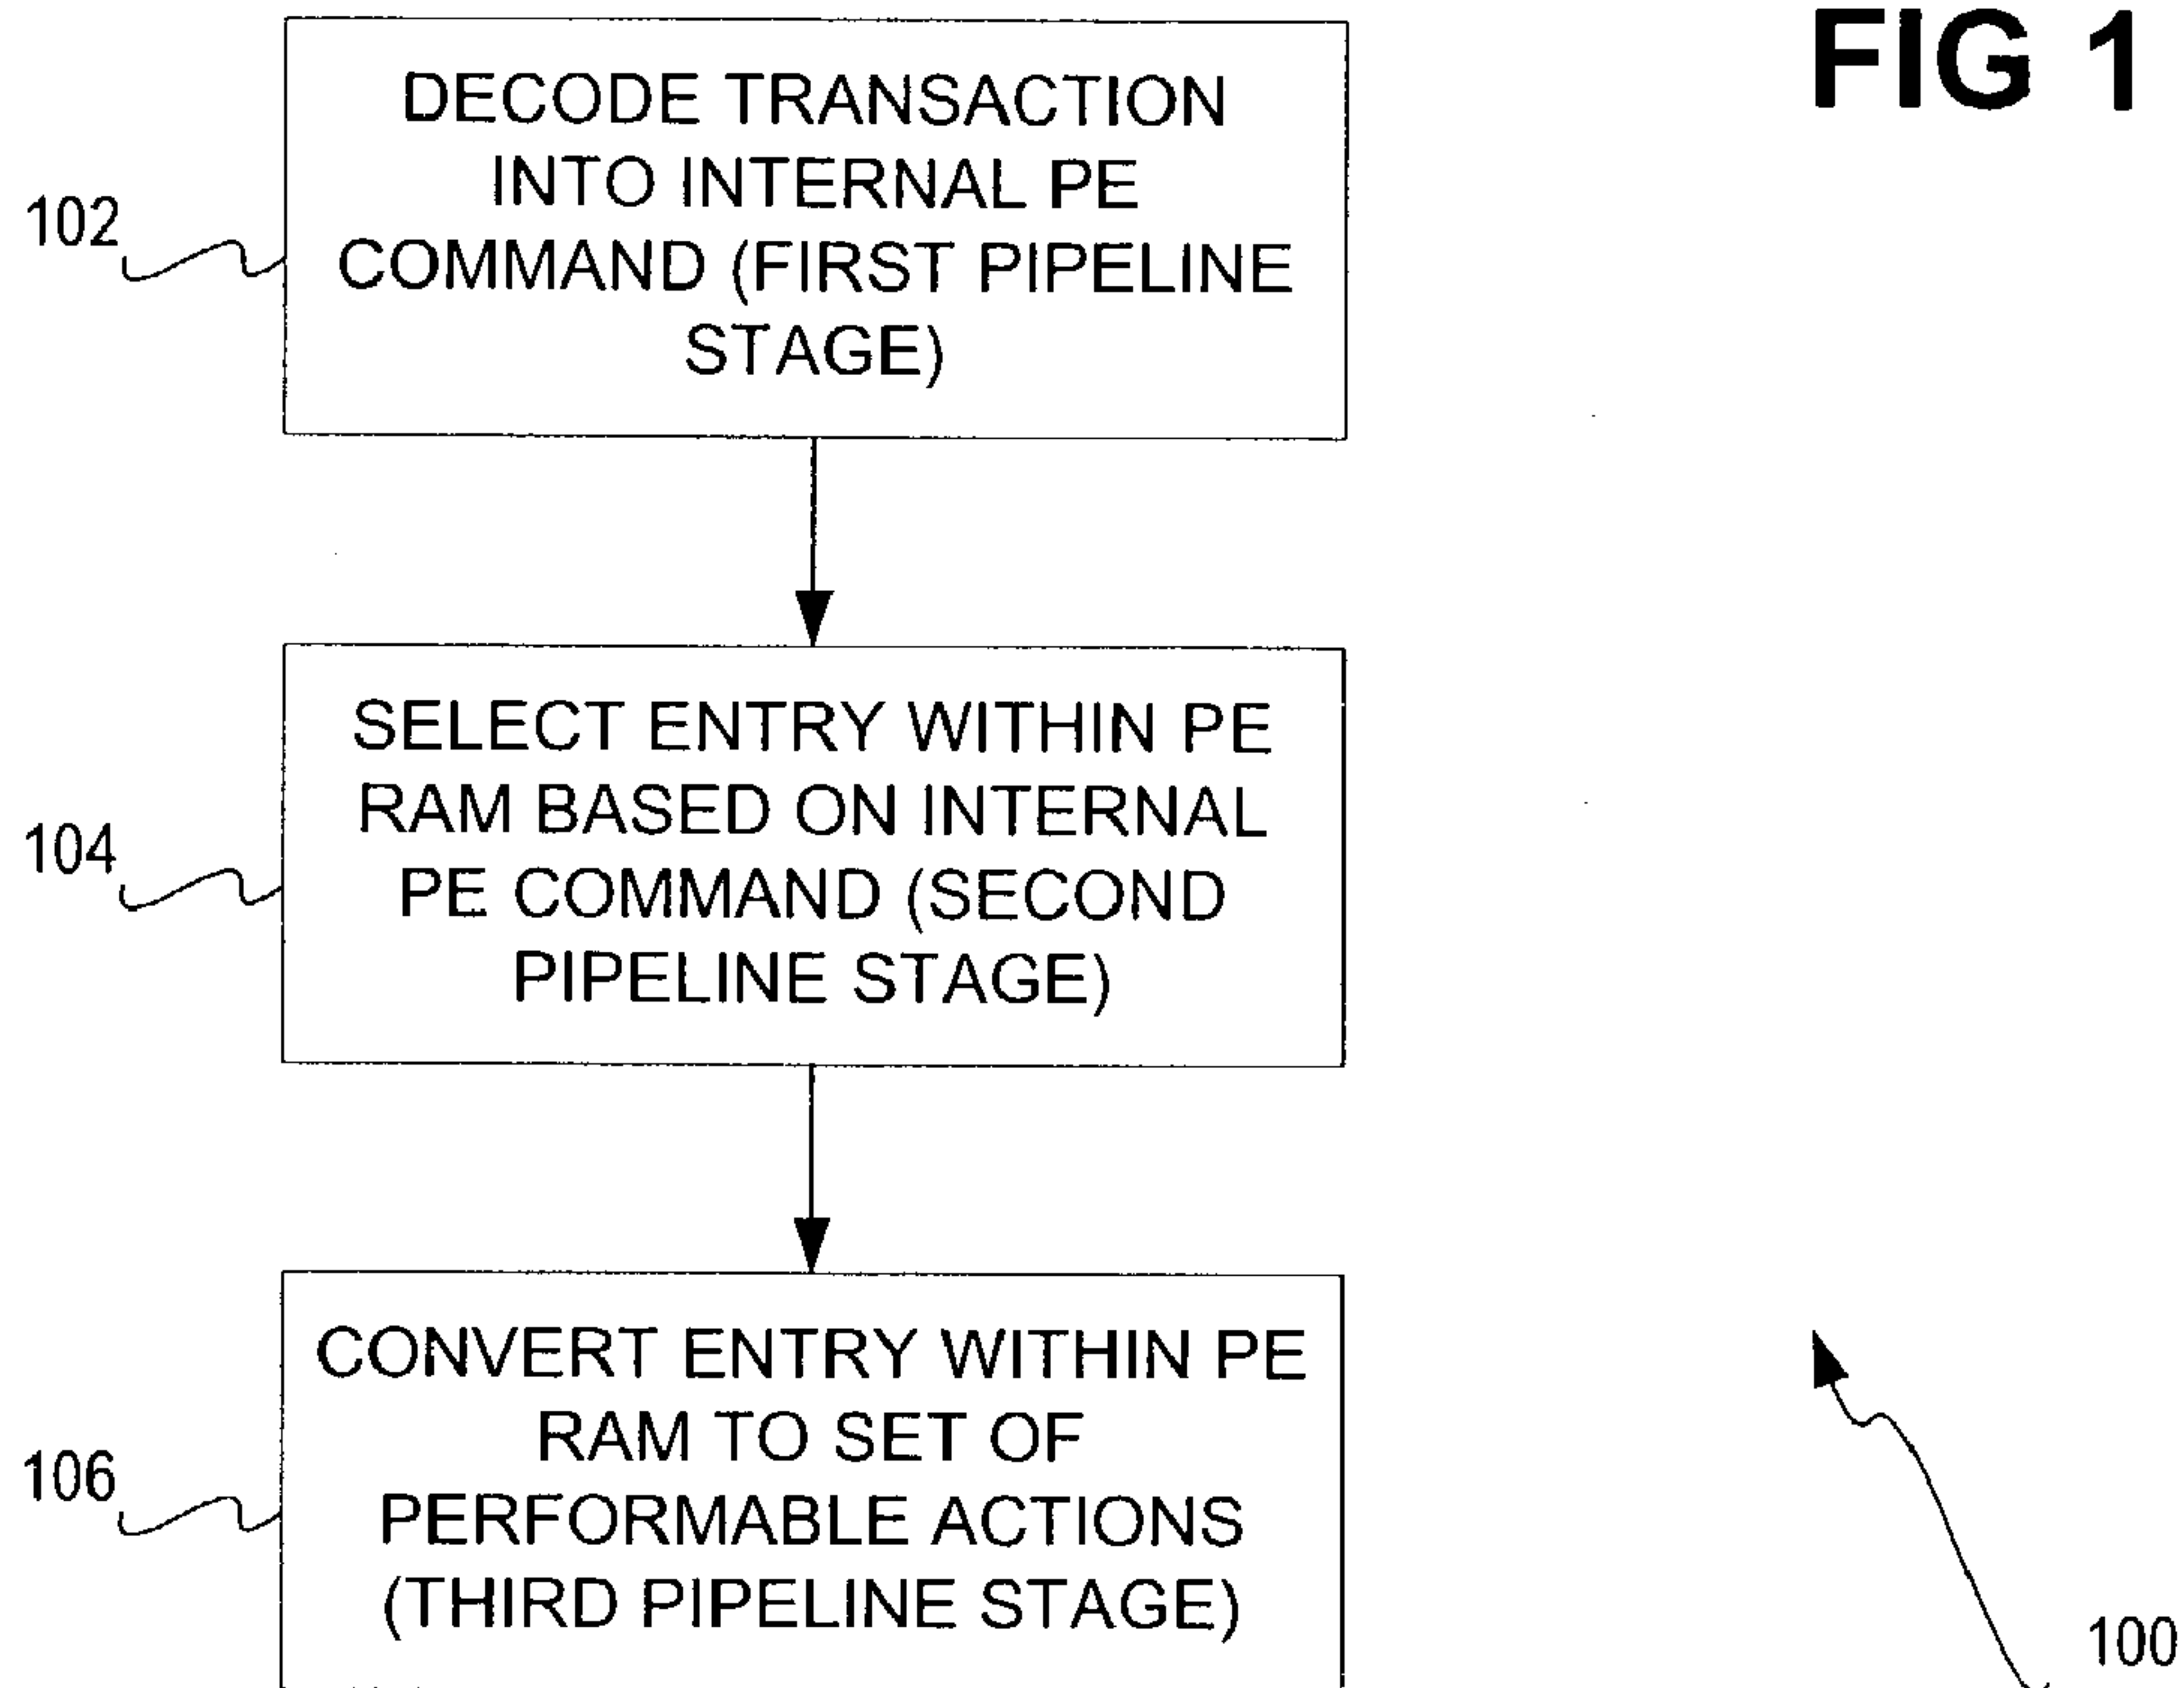 FIG 1
DECODE TRANSACTION
INTO INTERNAL PE
COMMAND (FIRST PIPELINE
STAGE)
102
SELECT ENTRY WITHIN PE
RAM BASED ON INTERNAL
PE COMMAND (SECOND
PIPELINE STAGE)
104
CONVERT ENTRY WITHIN PE
RAM TO SET OF
PERFORMABLE ACTIONS
(THIRD PIPELINE STAGE)
106
100